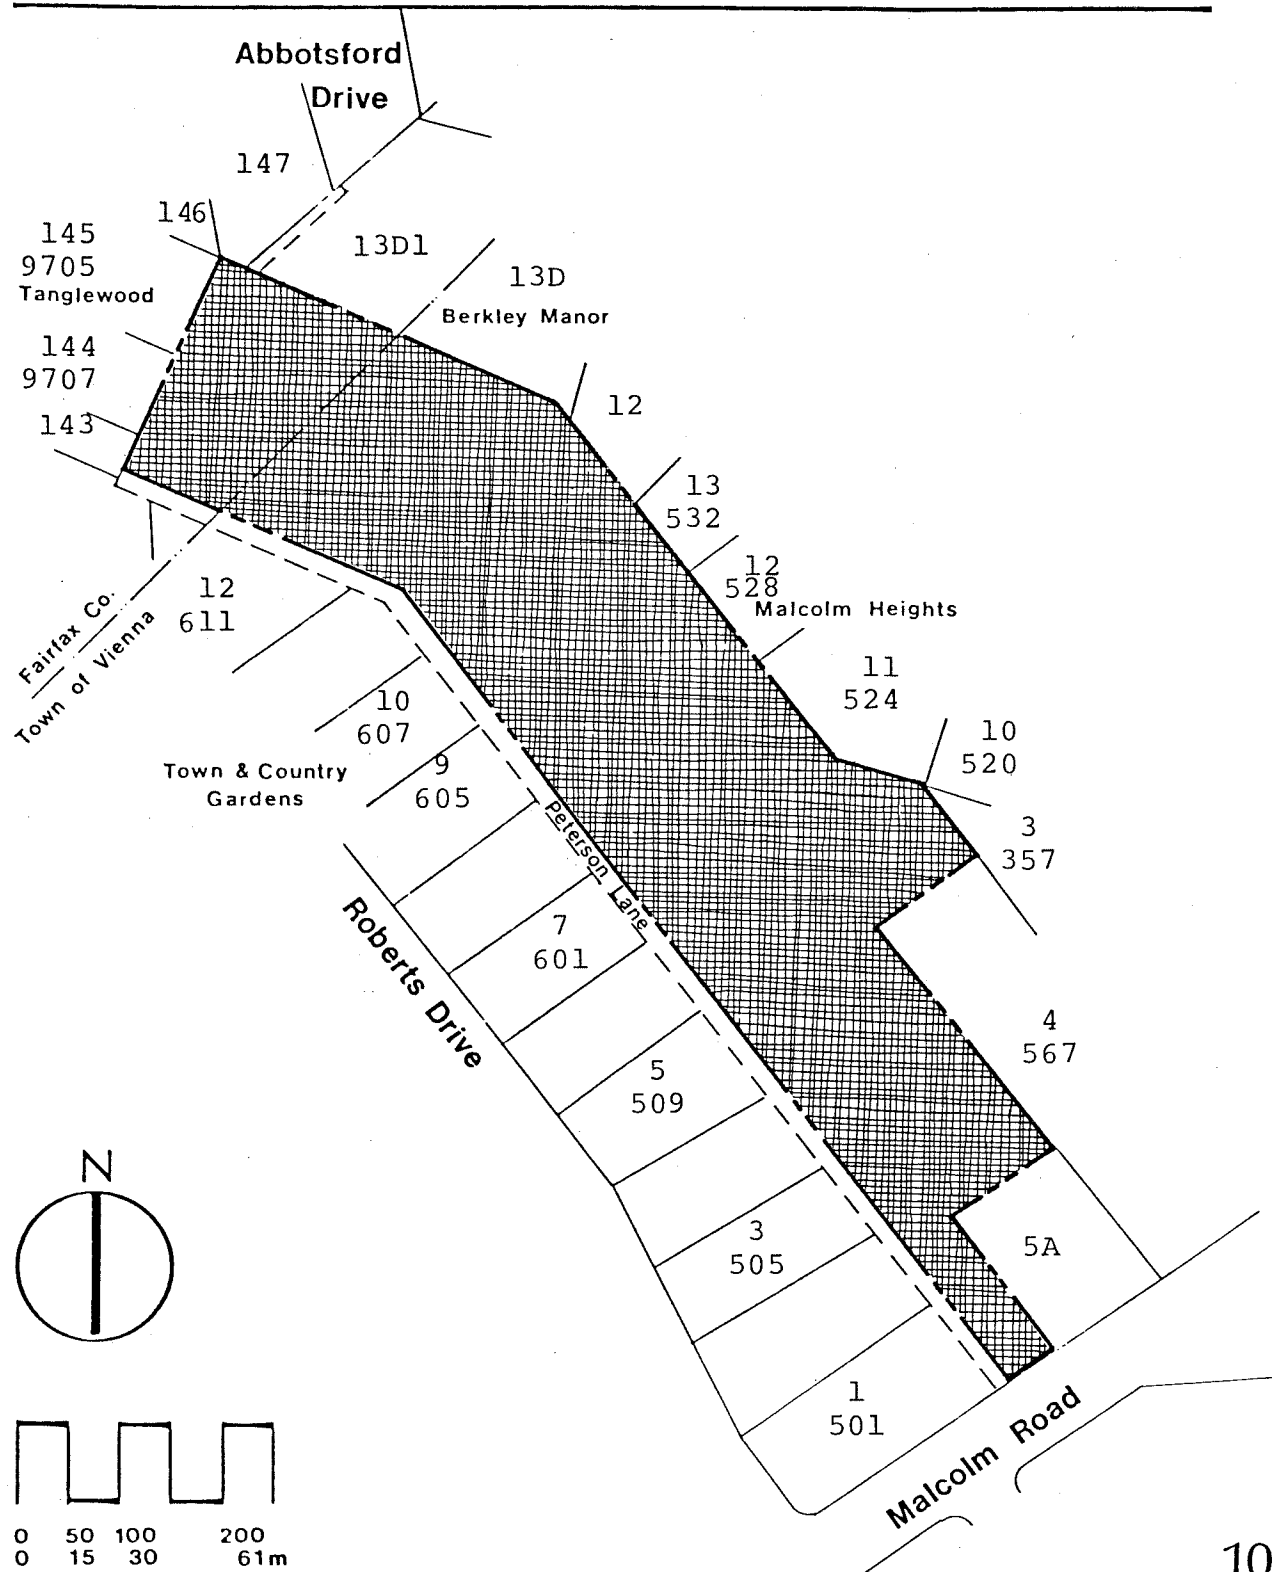 Abbotsford
Drive
147
146
145
9705
Tanglewood
13D1
13D
Berkley Manor
144
9707
143
12
13
532
12
528
Malcolm Heights
12
611
Fairfax Co.
Town of Vienna
11
524
10
607
10
520
Town & Country
Gardens
9
605
3
357
Peterson Lane
Roberts Drive
7
601
4
567
5
509
N
3
505
5A
1
501
Malcolm Road
0 50 100 200
0 15 30 61m
10